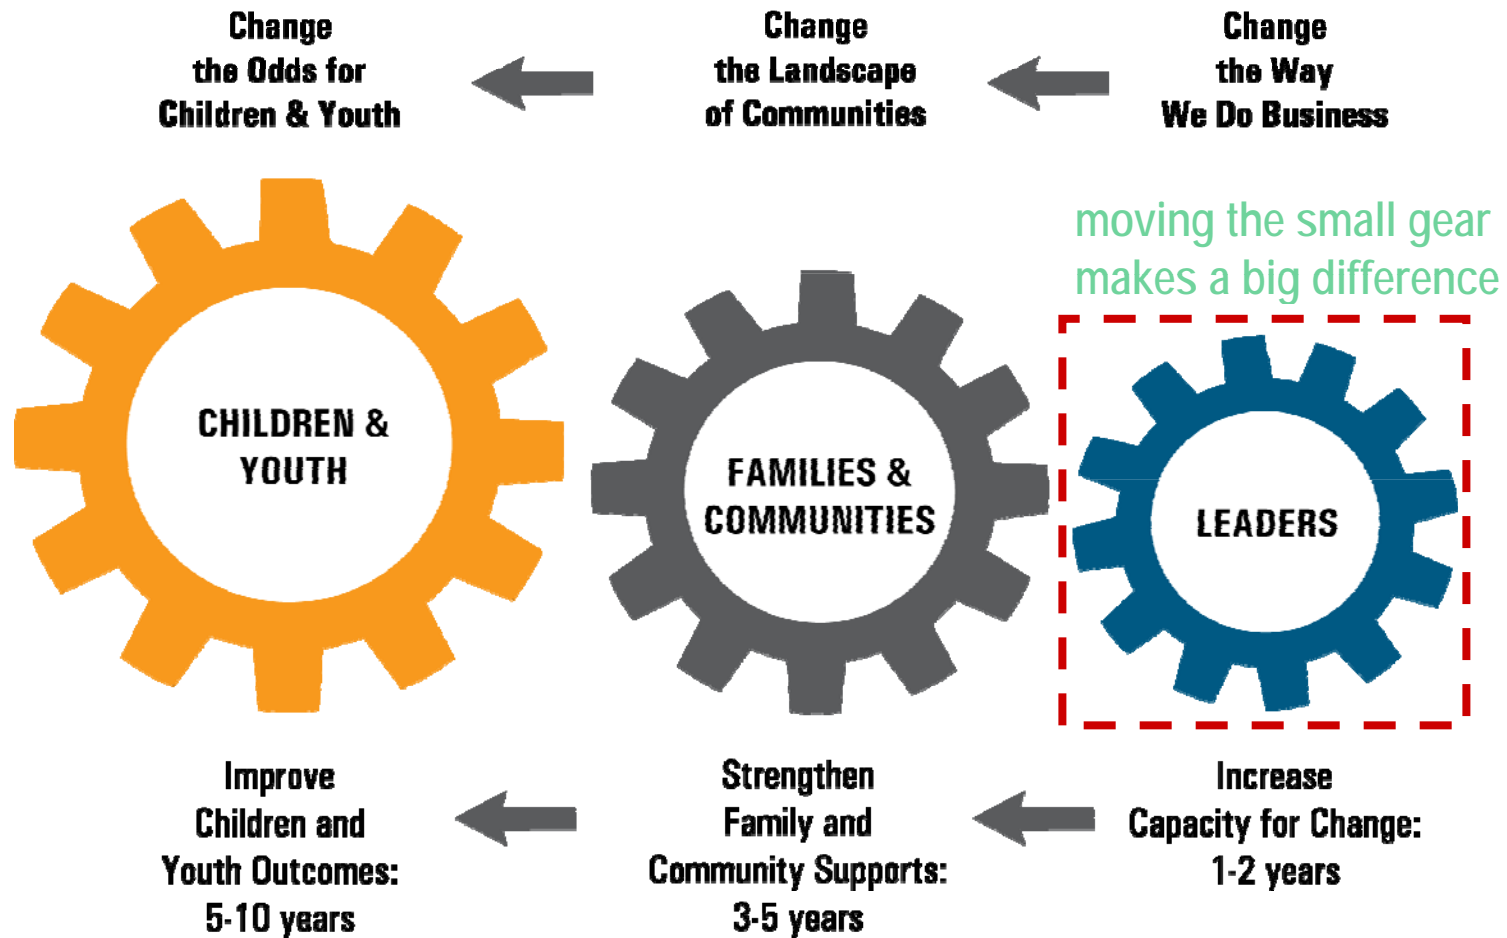 Change
the Odds for
Children & Youth
Change
the Landscape
of Communities
Change
the Way
We Do Business
moving the small gear
makes a big difference
CHILDREN &
YOUTH
FAMILIES &
COMMUNITIES
LEADERS
Improve
Children and
Youth Outcomes:
5-10 years
Strengthen
Family and
Community Supports:
3-5 years
Increase
Capacity for Change:
1-2 years